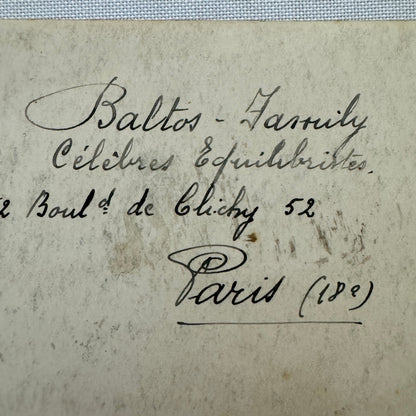 Baltos - Family
Célèbres Equilibristes.
2 Boul.ᵈ de Clichy 52
Paris (18ᵉ)